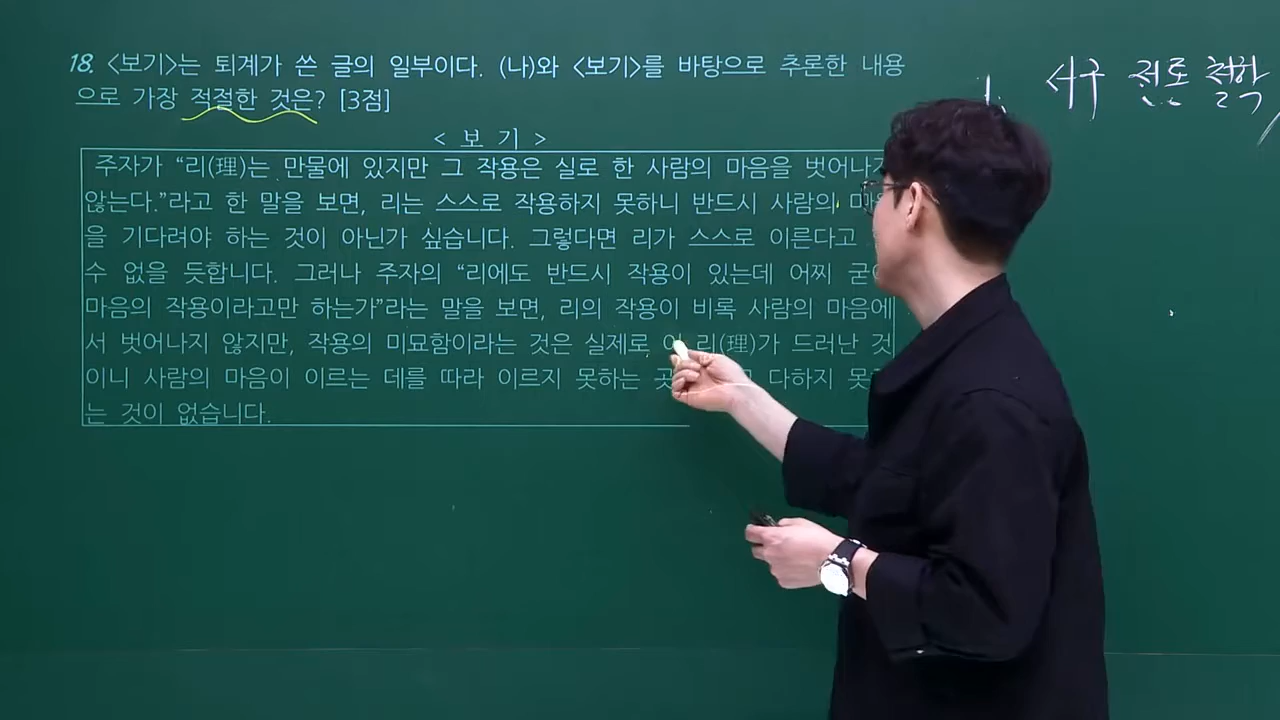 18. <보기>는 퇴계가 쓴 글의 일부이다. (나)와 <보기>를 바탕으로 추론한 내용
으로 가장 적절한 것은? [3점]
1. 서구 전통 철학
< 보 기 >
주자가 “리(理)는 만물에 있지만 그 작용은 실로 한 사람의 마음을 벗어나지
않는다.”라고 한 말을 보면, 리는 스스로 작용하지 못하니 반드시 사람의
을 기다려야 하는 것이 아닌가 싶습니다. 그렇다면 리가 스스로 이른다고
수 없을 듯합니다. 그러나 주자의 “리에도 반드시 작용이 있는데 어찌
마음의 작용이라고만 하는가”라는 말을 보면, 리의 작용이 비록 사람의 마음에
서 벗어나지 않지만, 작용의 미묘함이라는 것은 실제로 리(理)가 드러난 것
이니 사람의 마음이 이르는 데를 따라 이르지 못하는 다하지
는 것이 없습니다.